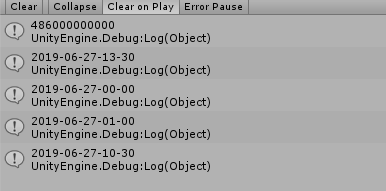 Clear Collapse Clear on Play Error Pause
486000000000
UnityEngine.Debug:Log(Object)
2019-06-27-13-30
UnityEngine.Debug:Log(Object)
2019-06-27-00-00
UnityEngine.Debug:Log(Object)
2019-06-27-01-00
UnityEngine.Debug:Log(Object)
2019-06-27-10-30
UnityEngine.Debug:Log(Object)